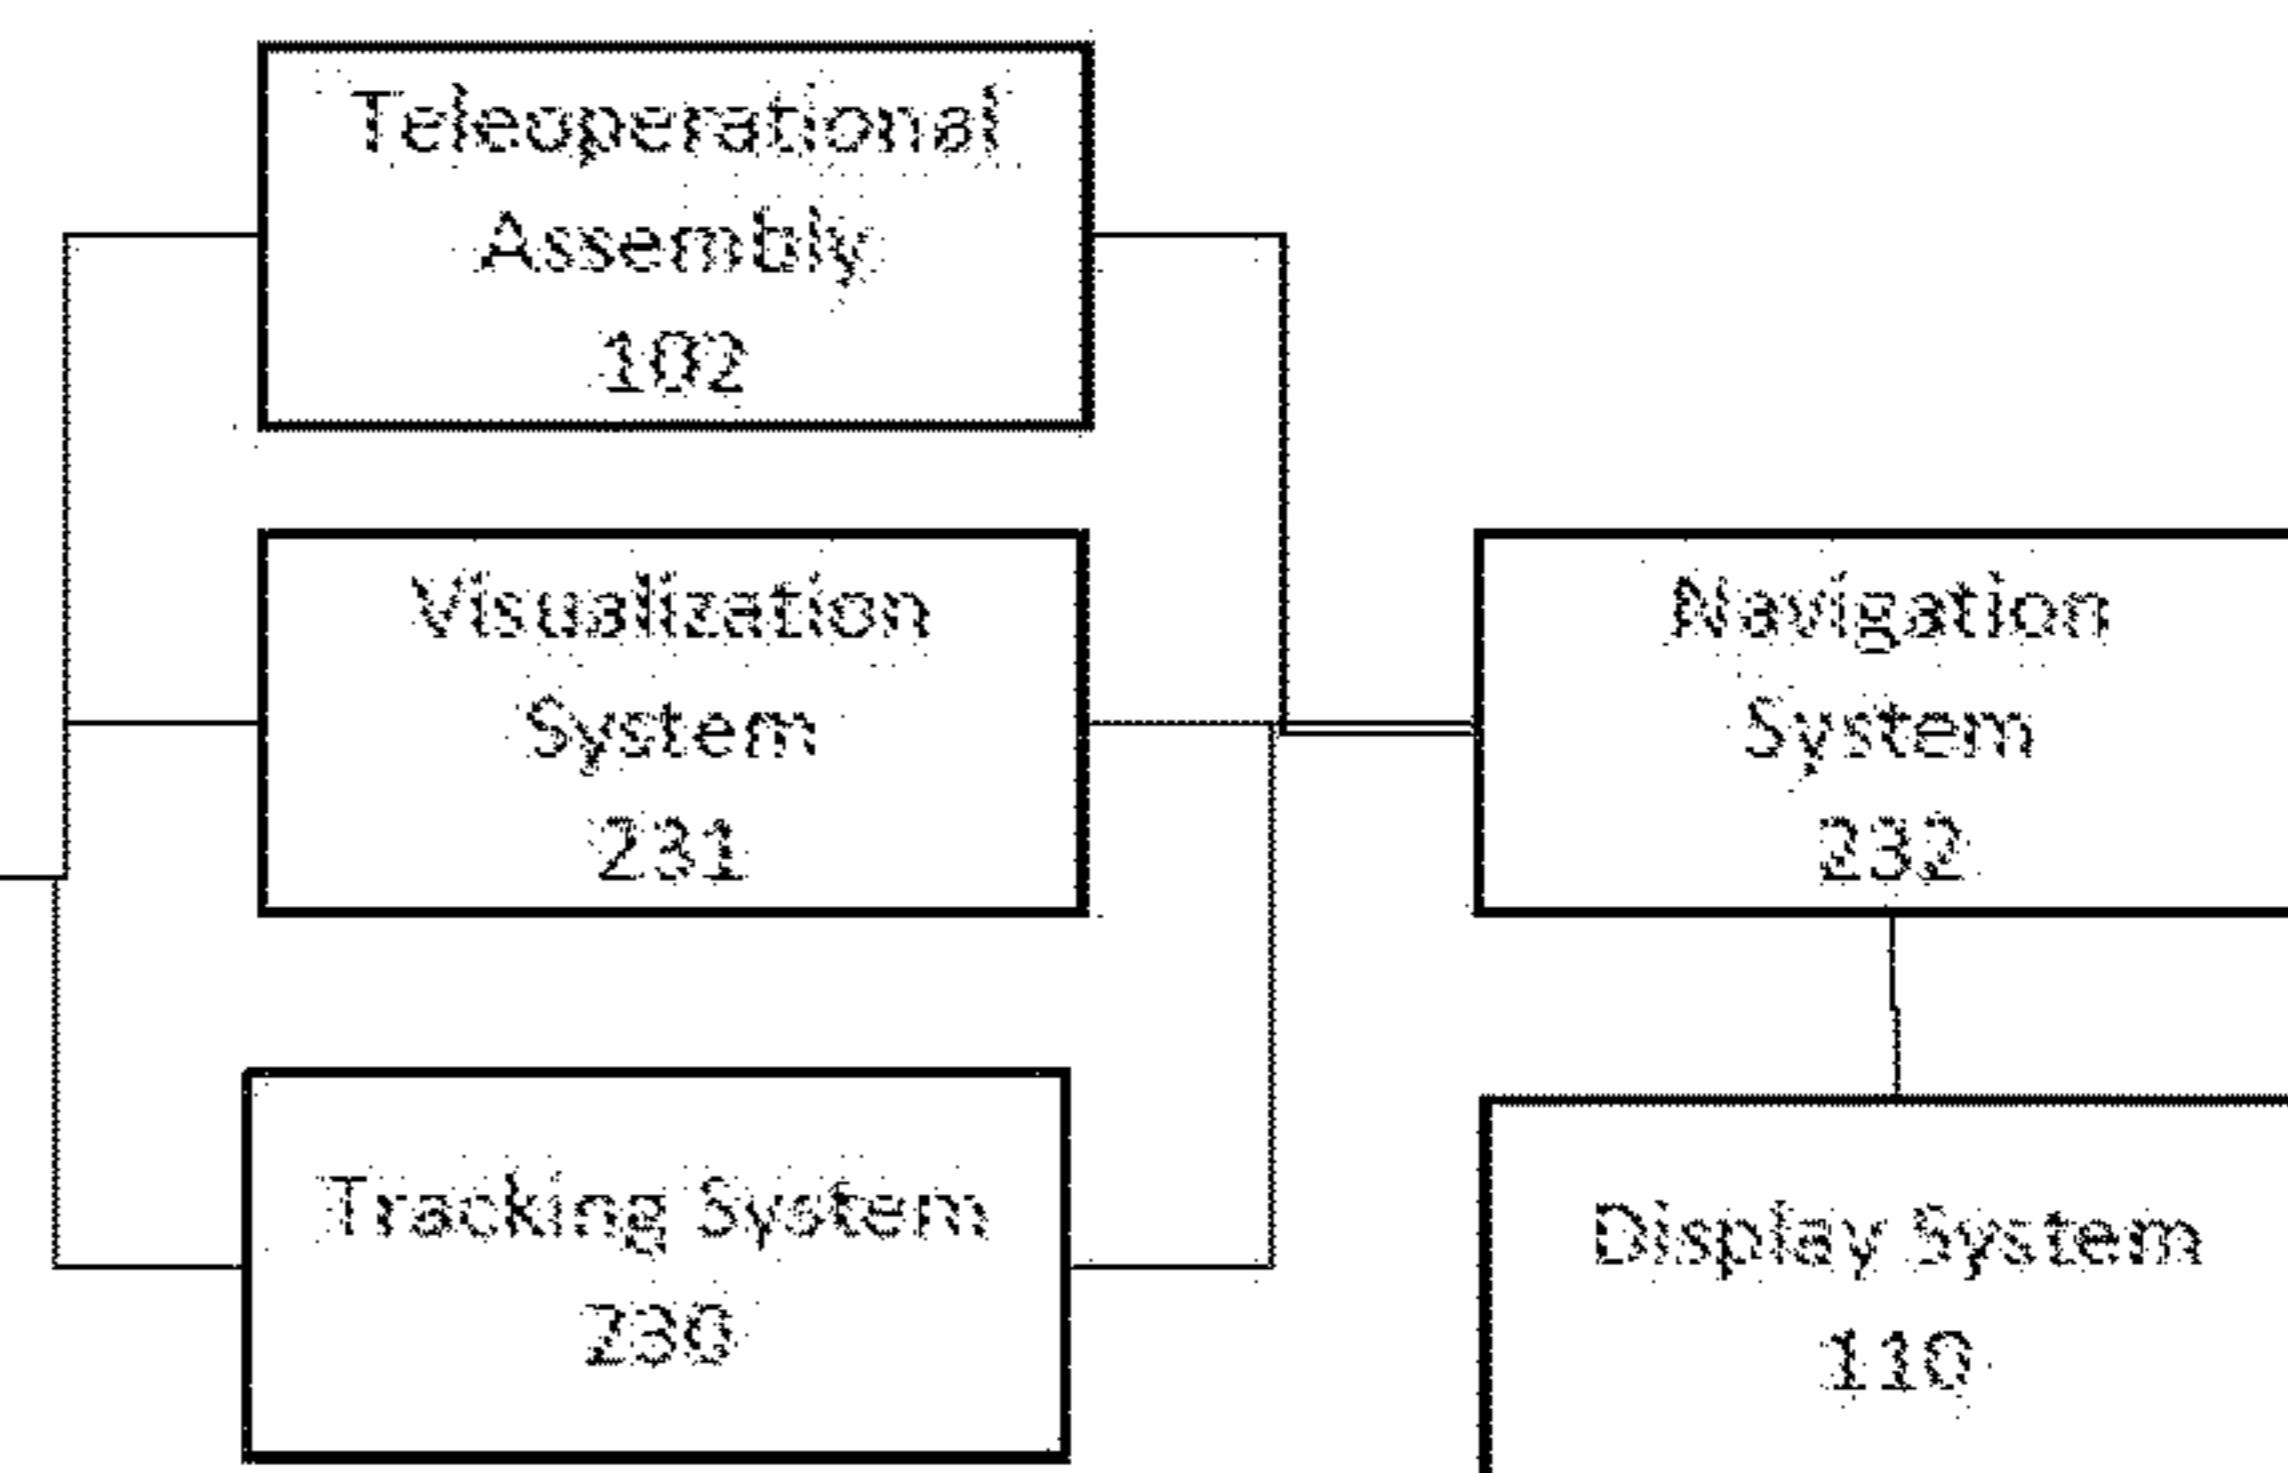 Teleoperational
Assembly
102
Visualization
System
231
Tracking System
230
Navigation
System
232
Display System
110